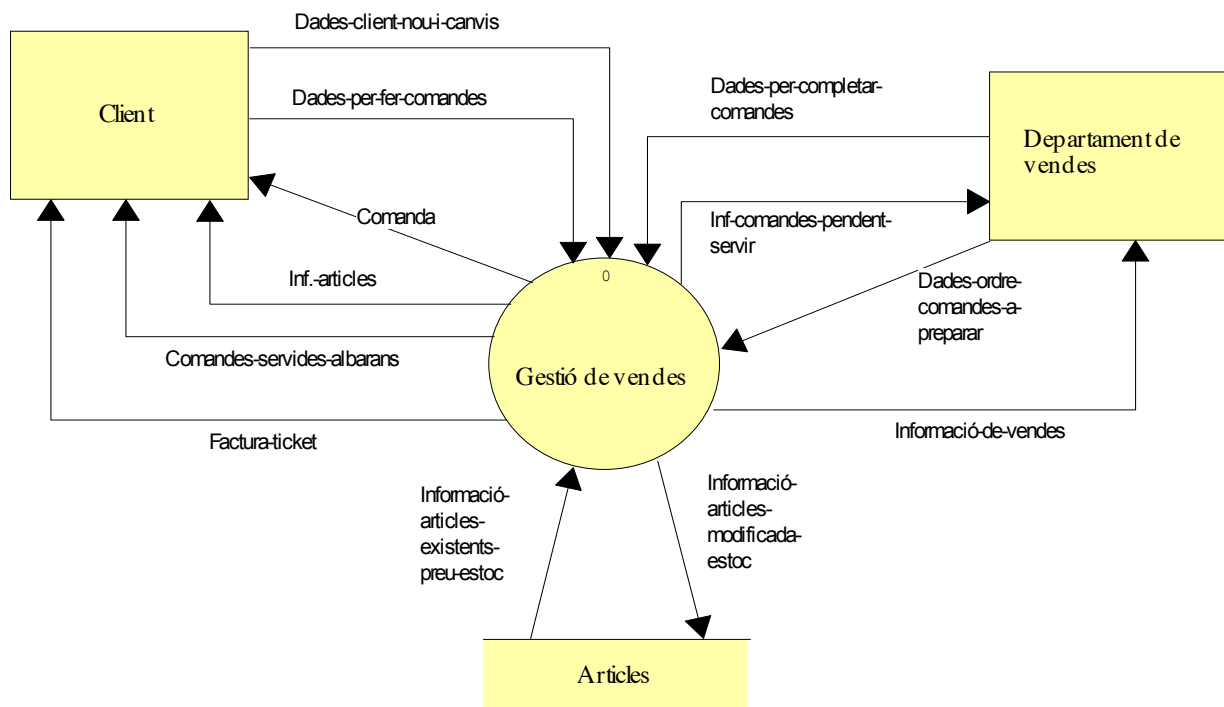 Dades-client-nou-i-canvis
Client
Dades-per-fer-comandes
Dades-per-completar-
comandes
Departament de
vendes
Comanda
Inf-comandes-pendent-
servir
0
Inf.-articles
Dades-ordre-
comandes-a-
preparar
Comandes-servides-albarans
Gestió de vendes
Factura-ticket
Informació-de-vendes
Informació-
articles-
existents-
preu-estoc
Informació-
articles-
modificada-
estoc
Articles